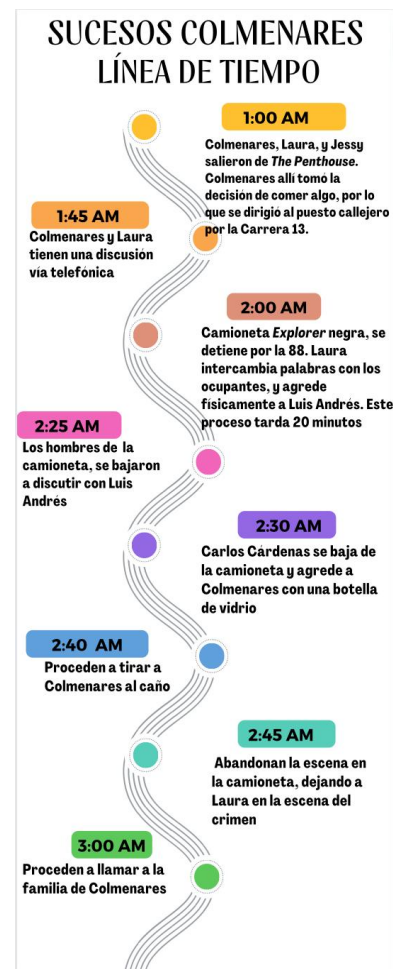 SUCESOS COLMENARES
LÍNEA DE TIEMPO
1:00 AM
Colmenares, Laura, y Jessy
salieron de The Penthouse.
Colmenares allí tomó la
decisión de comer algo, por lo
que se dirigió al puesto callejero
por la Carrera 13.
1:45 AM
Colmenares y Laura
tienen una discusión
vía telefónica
2:00 AM
Camioneta Explorer negra, se
detiene por la 88. Laura
intercambia palabras con los
ocupantes, y agrede
físicamente a Luis Andrés. Este
proceso tarda 20 minutos
2:25 AM
Los hombres de la
camioneta, se bajaron
a discutir con Luis
Andrés
2:30 AM
Carlos Cárdenas se baja de
la camioneta y agrede a
Colmenares con una botella
de vidrio
2:40 AM
Proceden a tirar a
Colmenares al caño
2:45 AM
Abandonan la escena en
la camioneta, dejando a
Laura en la escena del
crimen
3:00 AM
Proceden a llamar a la
familia de Colmenares